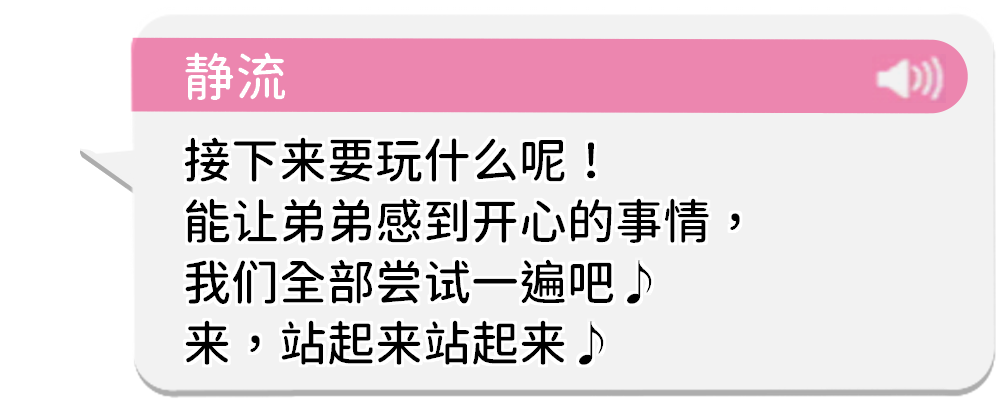 静流
接下来要玩什么呢！
能让弟弟感到开心的事情，
我们全部尝试一遍吧♪
来，站起来站起来♪